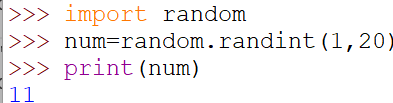 >>> import random
>>> num=random.randint(1,20)
>>> print(num)
11